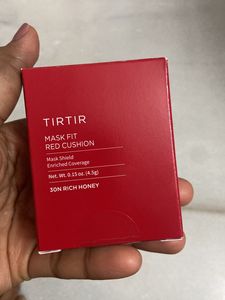 TIRTIR
MASK FIT
RED CUSHION
Mask Shield
Enriched Coverage
Net. Wt. 0.15 oz. (4.5g)
30N RICH HONEY